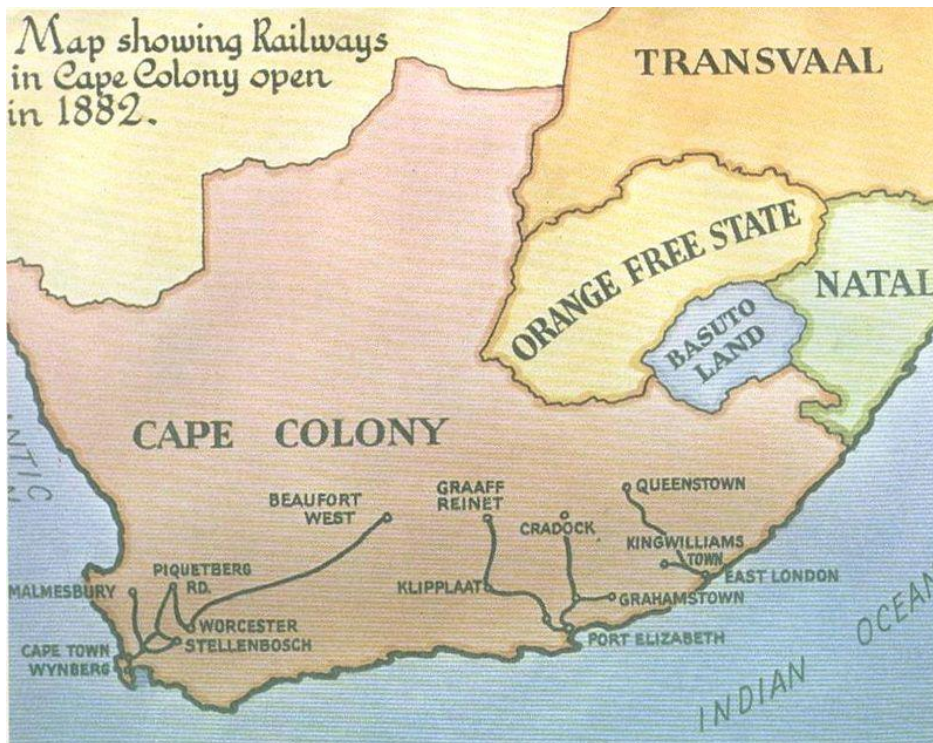 Map showing Railways
in Cape Colony open
in 1882.
TRANSVAAL
ORANGE FREE STATE
NATAL
BASUTO
LAND
CAPE COLONY
NTIC
BEAUFORT
WEST
GRAAFF
REINET
QUEENSTOWN
CRADOCK
KINGWILLIAMS
TOWN
EAST LONDON
PIQUETBERG
RD.
MALMESBURY
KLIPPLAAT
GRAHAMSTOWN
WORCESTER
STELLENBOSCH
CAPE TOWN
WYNBERG
PORT ELIZABETH
INDIAN OCEAN